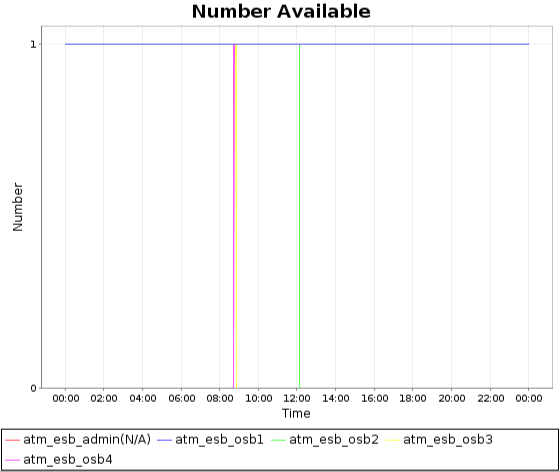 Number Available
1
0
Number
00:00 02:00 04:00 06:00 08:00 10:00 12:00 14:00 16:00 18:00 20:00 22:00 00:00
Time
atm_esb_admin(N/A) atm_esb_osb1 atm_esb_osb2 atm_esb_osb3
atm_esb_osb4